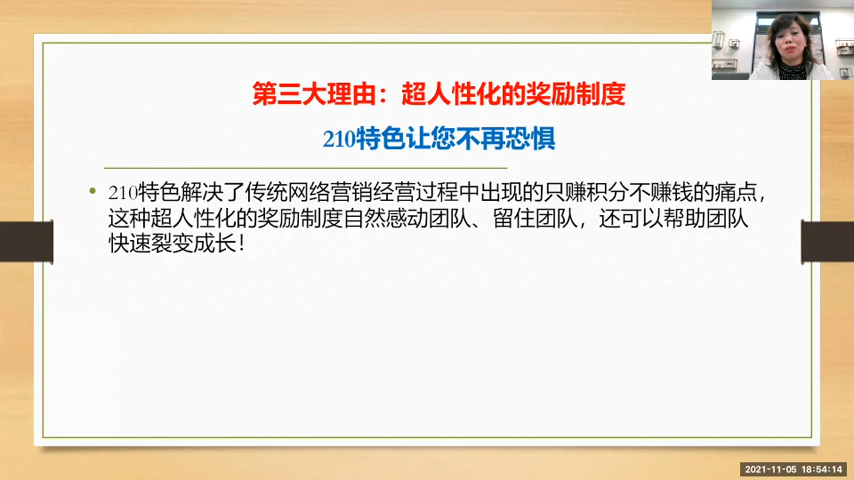 第三大理由：超人性化的奖励制度
210特色让您不再恐惧
• 210特色解决了传统网络营销经营过程中出现的只赚积分不赚钱的痛点，
这种超人性化的奖励制度自然感动团队、留住团队，还可以帮助团队
快速裂变成长！
2021-11-05 18:54:14